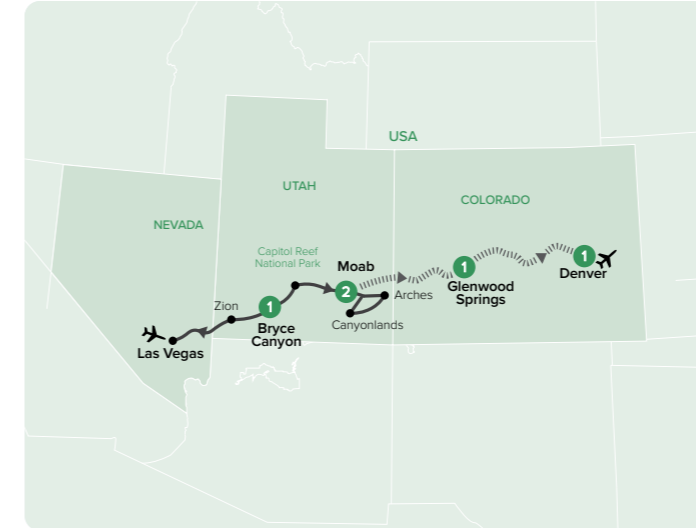 USA
UTAH
COLORADO
NEVADA
Capitol Reef
National Park
Moab
1
1
Denver
2
Glenwood
Springs
Arches
Zion
1
Bryce
Canyon
Canyonlands
Las Vegas